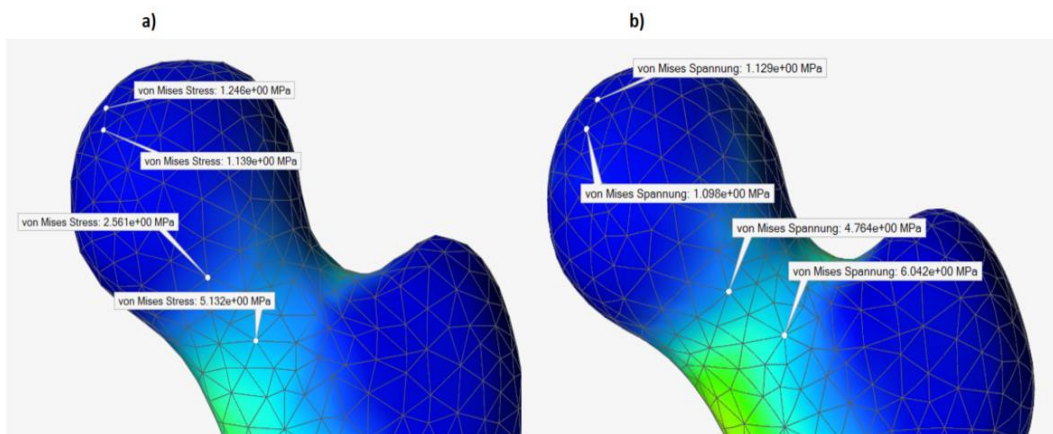 a)
von Mises Stress: 1.246e+00 MPa
von Mises Stress: 1.139e+00 MPa
von Mises Stress: 2.561e+00 MPa
von Mises Stress: 5.132e+00 MPa
b)
von Mises Spannung: 1.129e+00 MPa
von Mises Spannung: 1.098e+00 MPa
von Mises Spannung: 4.764e+00 MPa
von Mises Spannung: 6.042e+00 MPa